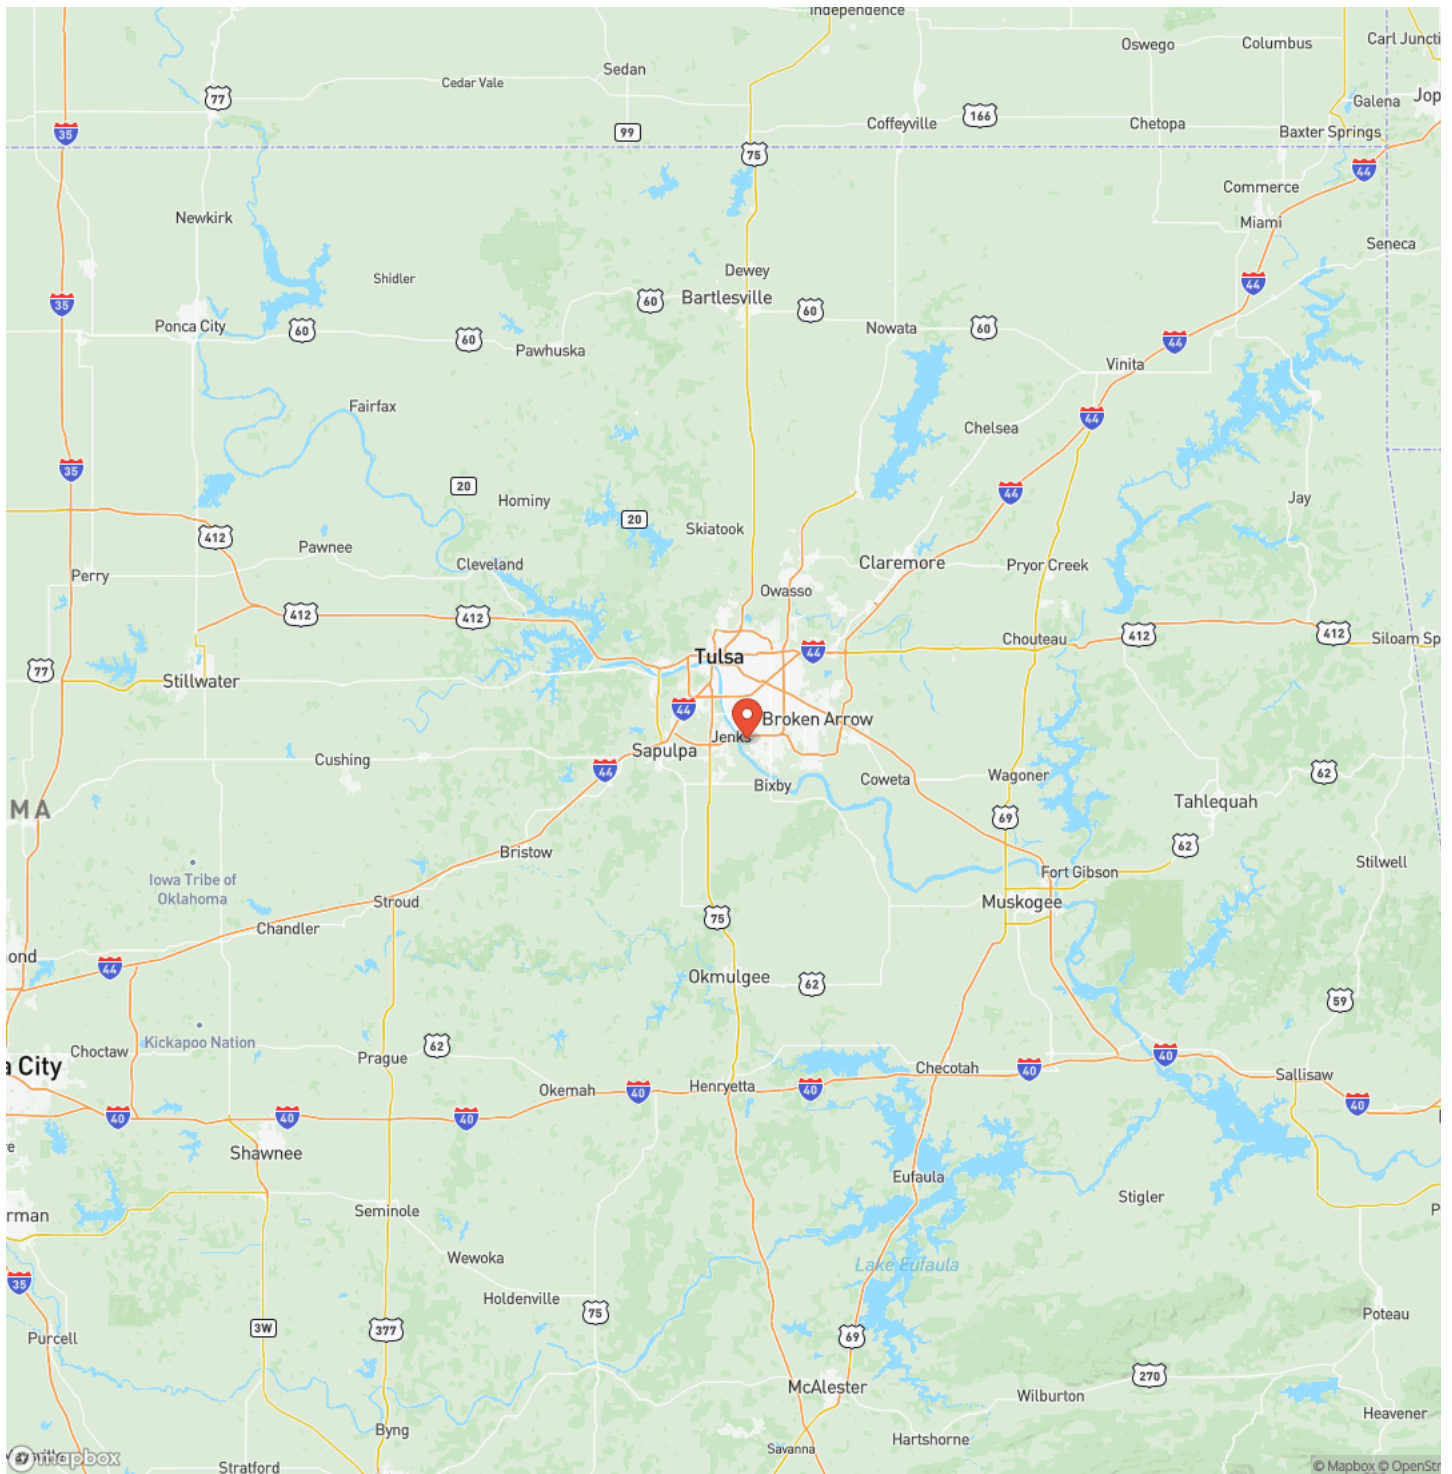 Independence
Oswego
Columbus
Carl Juncti
Sedan
Cedar Vale
77
Galena
Jop
35
99
Coffeyville
166
Chetopa
Baxter Springs
75
44
Commerce
Newkirk
Miami
Seneca
Shidler
Dewey
44
35
60
Bartlesville
60
Ponca City
60
60
Nowata
60
Pawhuska
44
Vinita
Fairfax
44
Chelsea
35
20
44
Hominy
Jay
20
Skiatook
412
Pawnee
Cleveland
Claremore
Pryor Creek
Perry
Owasso
412
412
Chouteau
412
412
Siloam Sp
44
Tulsa
77
Stillwater
44
Broken Arrow
Jenks
Sapulpa
Cushing
44
Bixby
Coweta
Wagoner
62
MA
Tahlequah
69
62
Bristow
Stilwell
Iowa Tribe of
Oklahoma
Fort Gibson
Stroud
Muskogee
75
Chandler
ond
44
Okmulgee
62
59
Kickapoo Nation
62
Choctaw
Prague
40
a City
Checotah
40
Sallisaw
Okemah
40
Henryetta
40
40
40
40
40
Shawnee
Eufaula
Stigler
rman
Seminole
Wewoka
Lake Eufaula
35
Holdenville
75
Poteau
3W
377
69
Purcell
270
McAlester
Wilburton
Heavener
Byng
Hartshorne
Savanna
mapbox
Stratford
© Mapbox © OpenStr